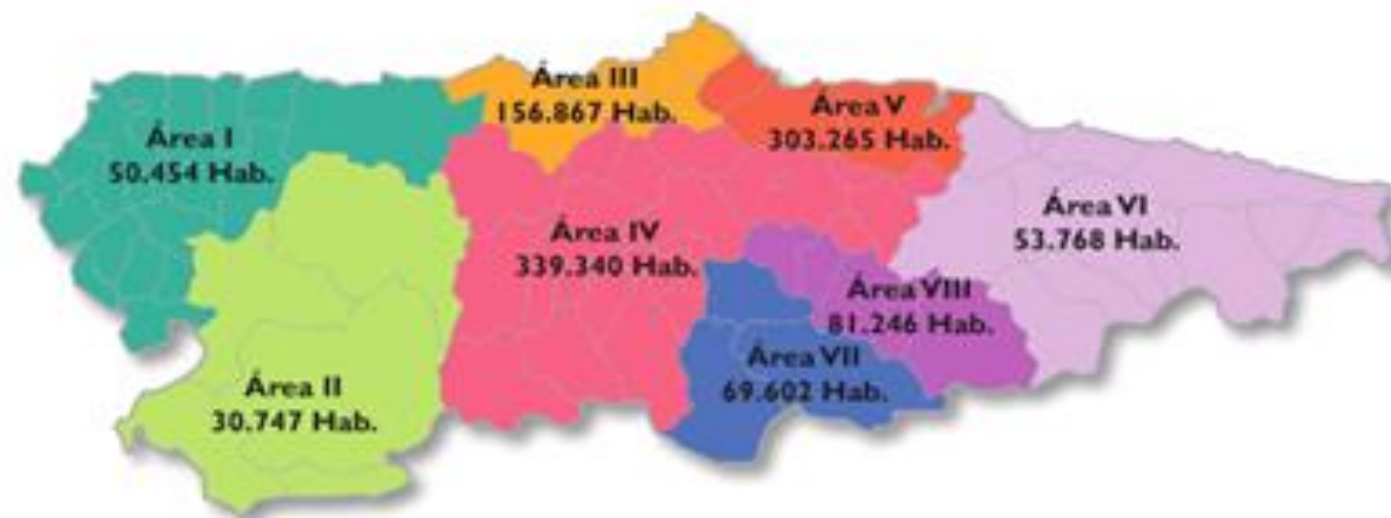 Área I
50.454 Hab.
Área II
30.747 Hab.
Área III
156.867 Hab.
Área IV
339.340 Hab.
Área V
303.265 Hab.
Área VI
53.768 Hab.
Área VII
69.602 Hab.
Área VIII
81.246 Hab.